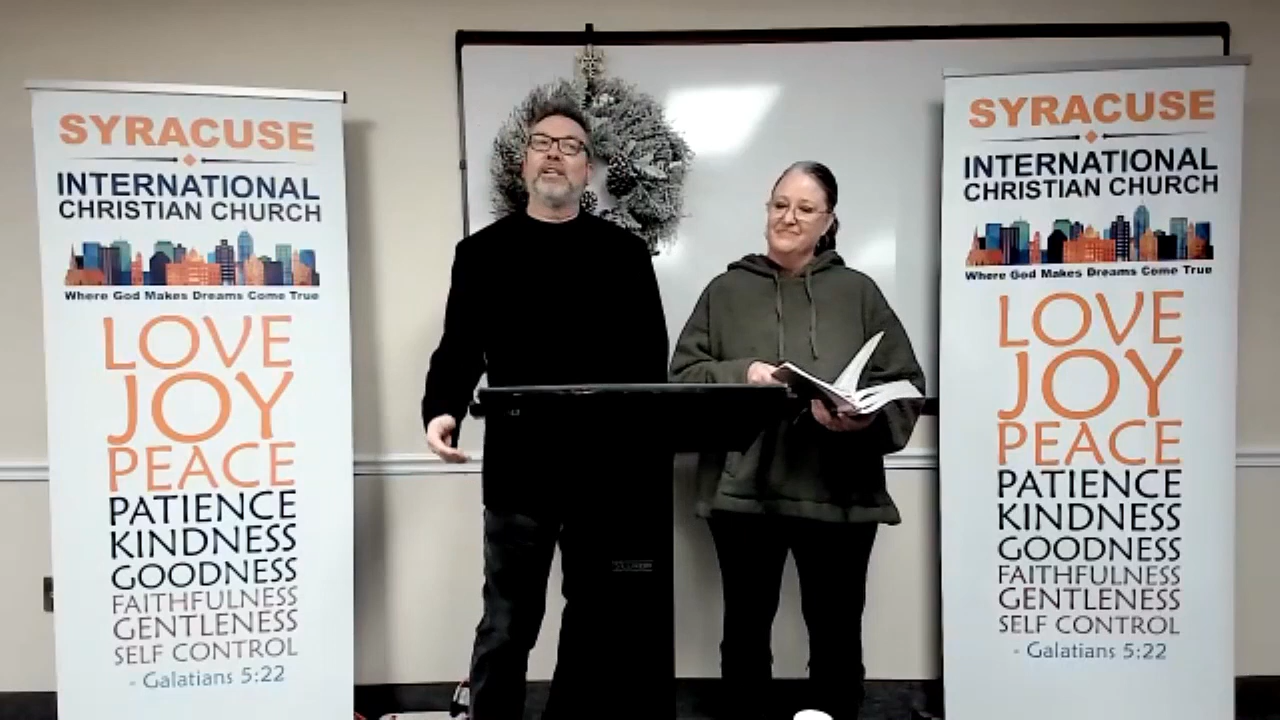 SYRACUSE
INTERNATIONAL
CHRISTIAN CHURCH
Where God Makes Dreams Come True
LOVE
JOY
PEACE
PATIENCE
KINDNESS
GOODNESS
FAITHFULNESS
GENTLENESS
SELF CONTROL
- Galatians 5:22
SYRACUSE
INTERNATIONAL
CHRISTIAN CHURCH
Where God Makes Dreams Come True
LOVE
JOY
PEACE
PATIENCE
KINDNESS
GOODNESS
FAITHFULNESS
GENTLENESS
SELF CONTROL
- Galatians 5:22